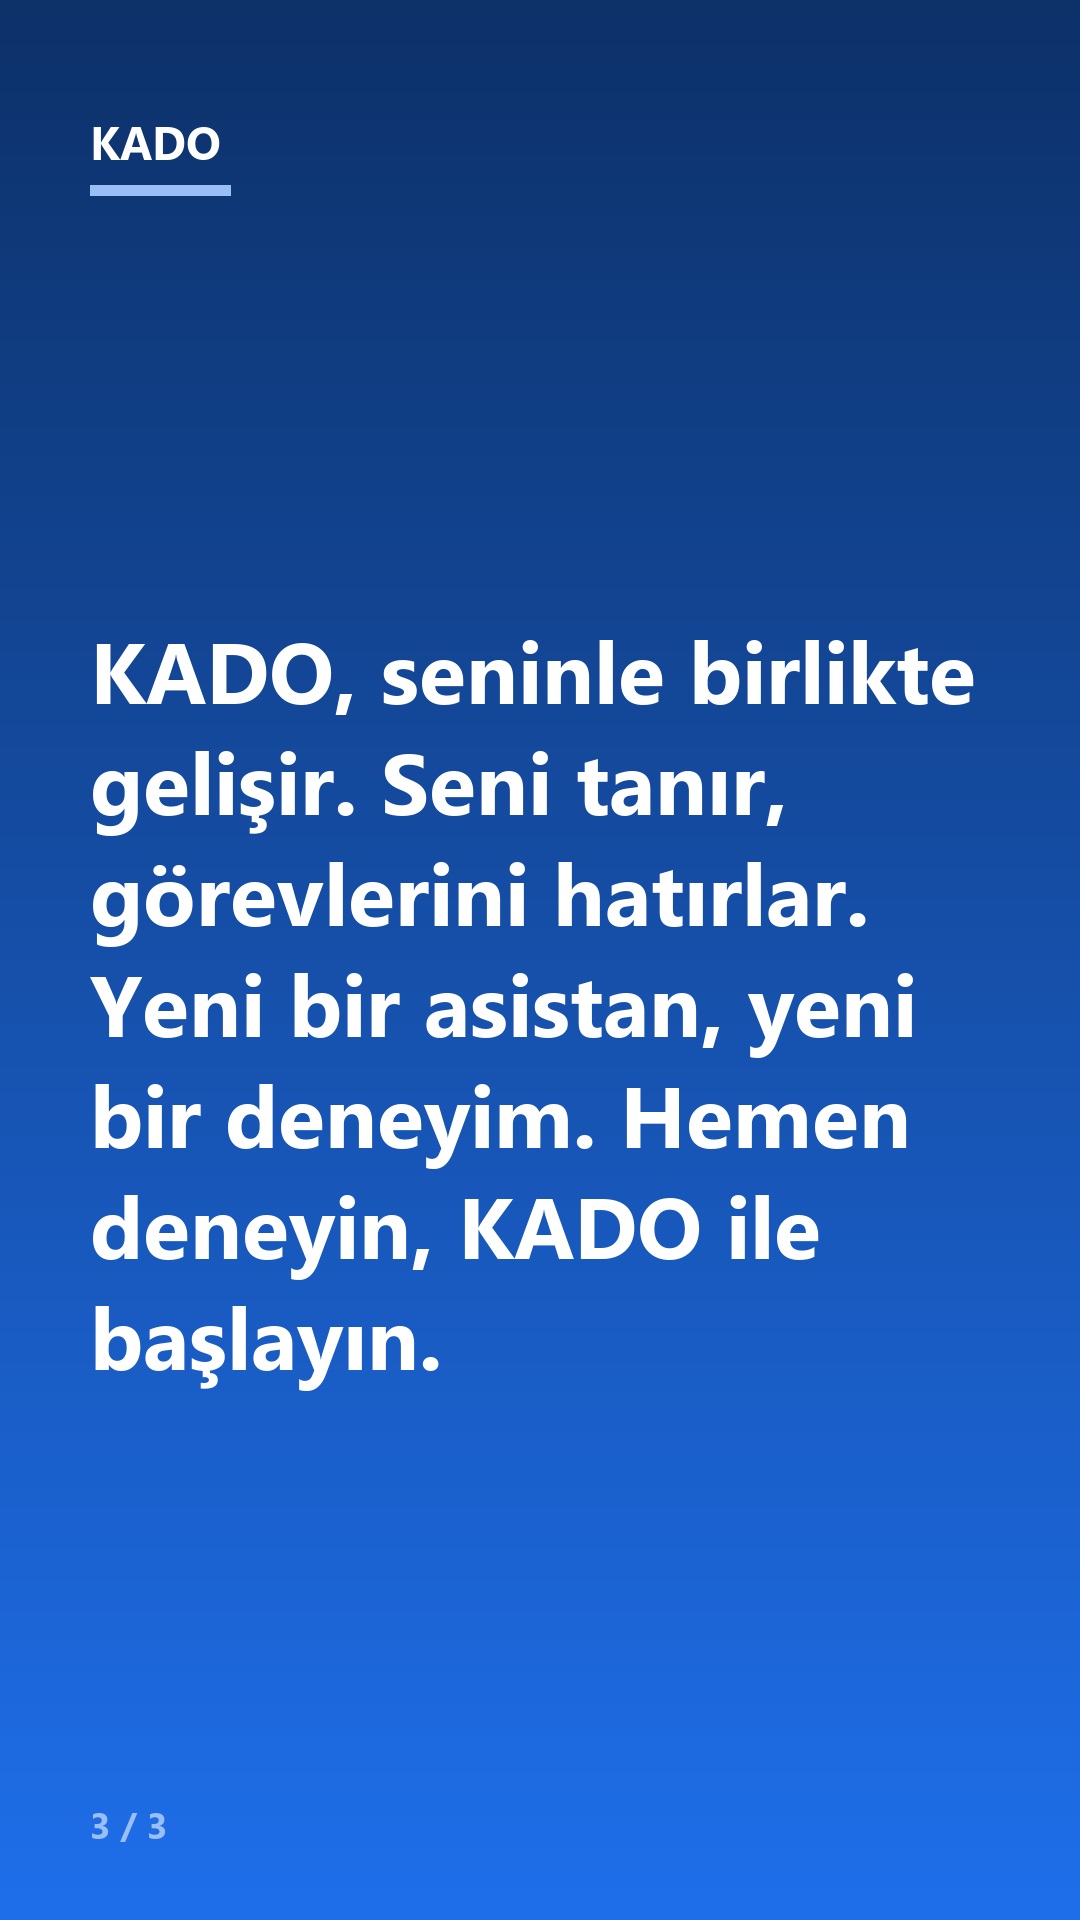 KADO
KADO, seninle birlikte
gelişir. Seni tanır,
görevlerini hatırlar.
Yeni bir asistan, yeni
bir deneyim. Hemen
deneyin, KADO ile
başlayın.
3 / 3